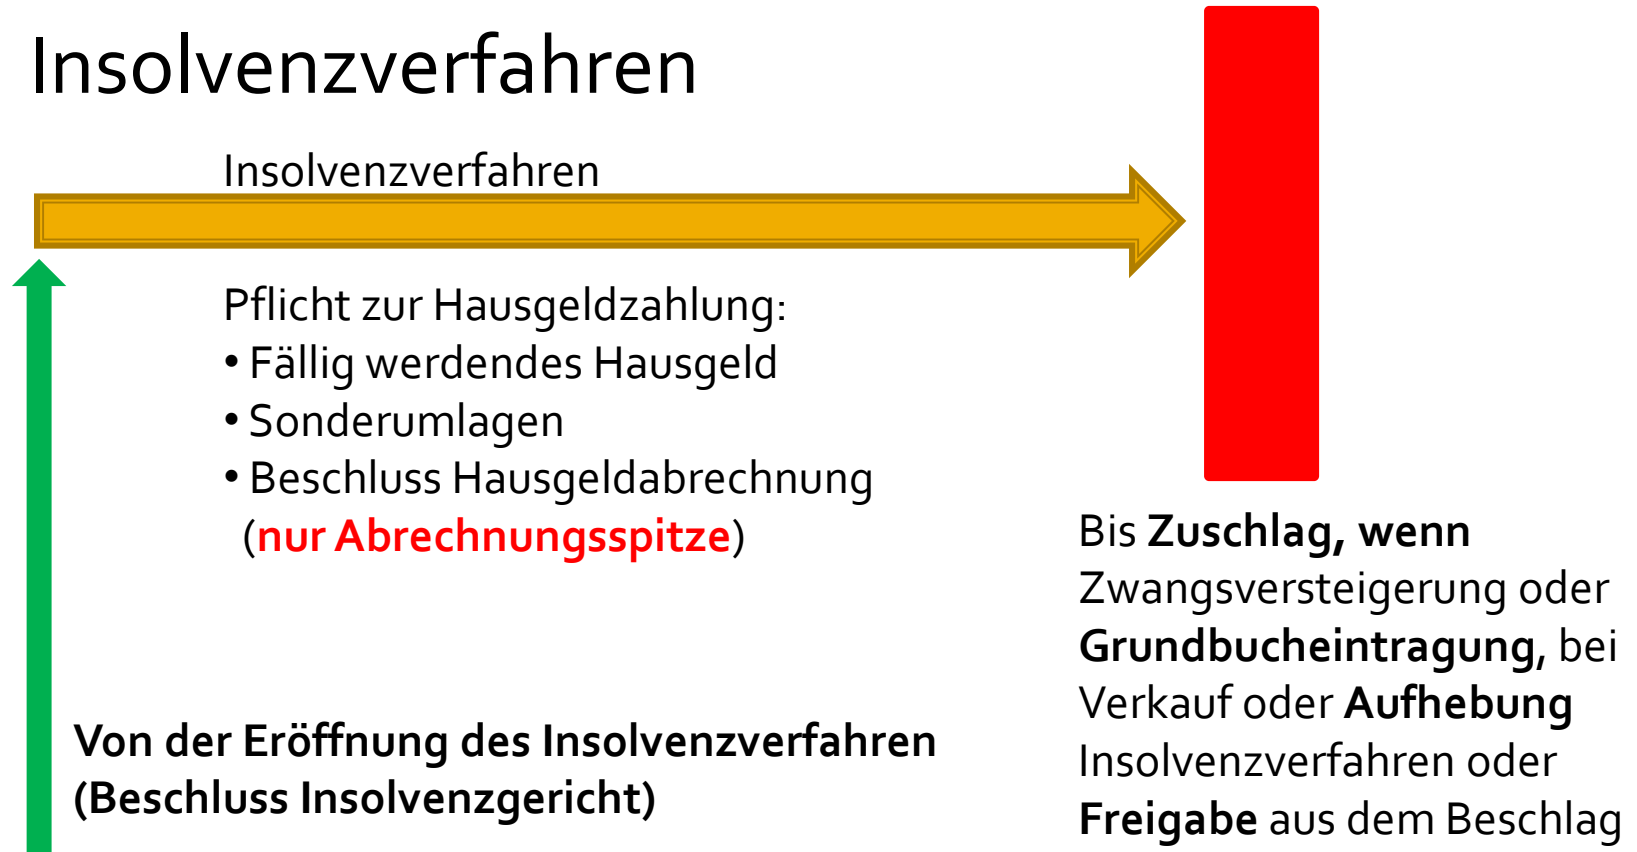 Insolvenzverfahren
Insolvenzverfahren
Pflicht zur Hausgeldzahlung:
• Fällig werdendes Hausgeld
• Sonderumlagen
• Beschluss Hausgeldabrechnung
(nur Abrechnungsspitze)
Von der Eröffnung des Insolvenzverfahren
(Beschluss Insolvenzgericht)
Bis Zuschlag, wenn
Zwangsversteigerung oder
Grundbucheintragung, bei
Verkauf oder Aufhebung
Insolvenzverfahren oder
Freigabe aus dem Beschlag